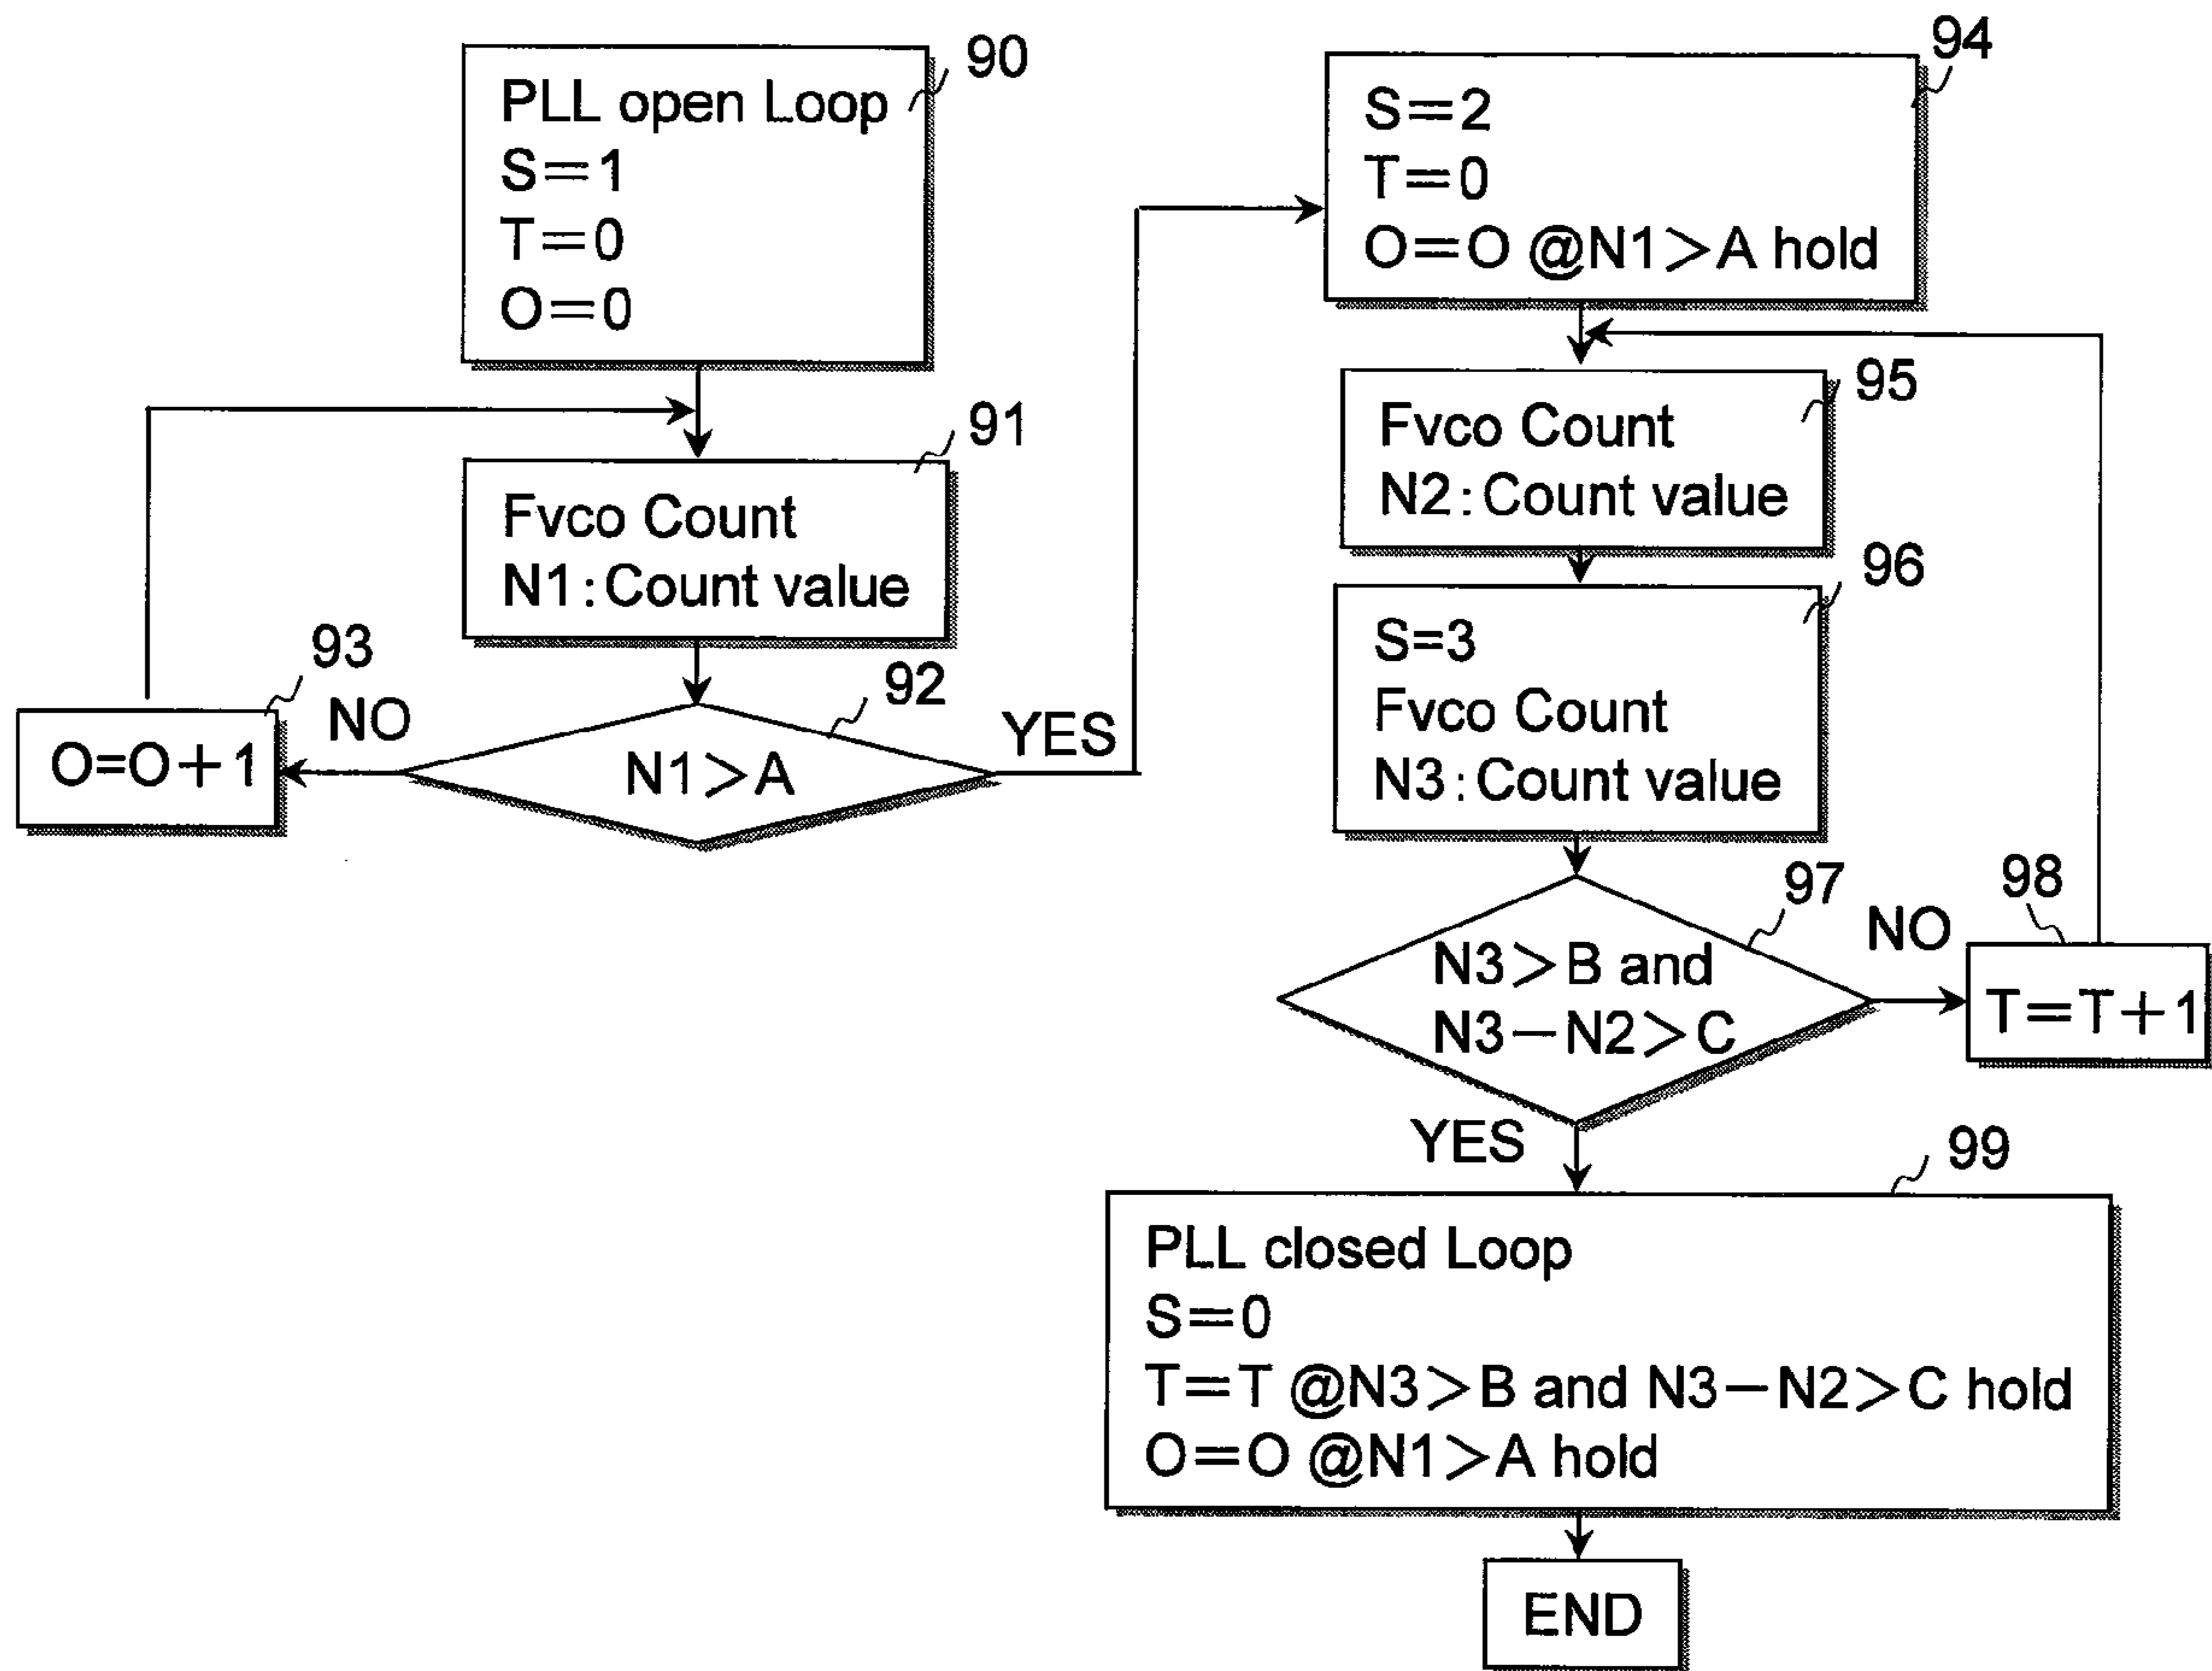 90
PLL open Loop
S=1
T=0
O=0
91
Fvco Count
N1:Count value
92
N1>A
NO
YES
93
O=O+1
94
S=2
T=0
O=O @N1>A hold
95
Fvco Count
N2:Count value
96
S=3
Fvco Count
N3:Count value
97
N3>B and
N3-N2>C
NO
98
T=T+1
YES
99
PLL closed Loop
S=0
T=T @N3>B and N3-N2>C hold
O=O @N1>A hold
END